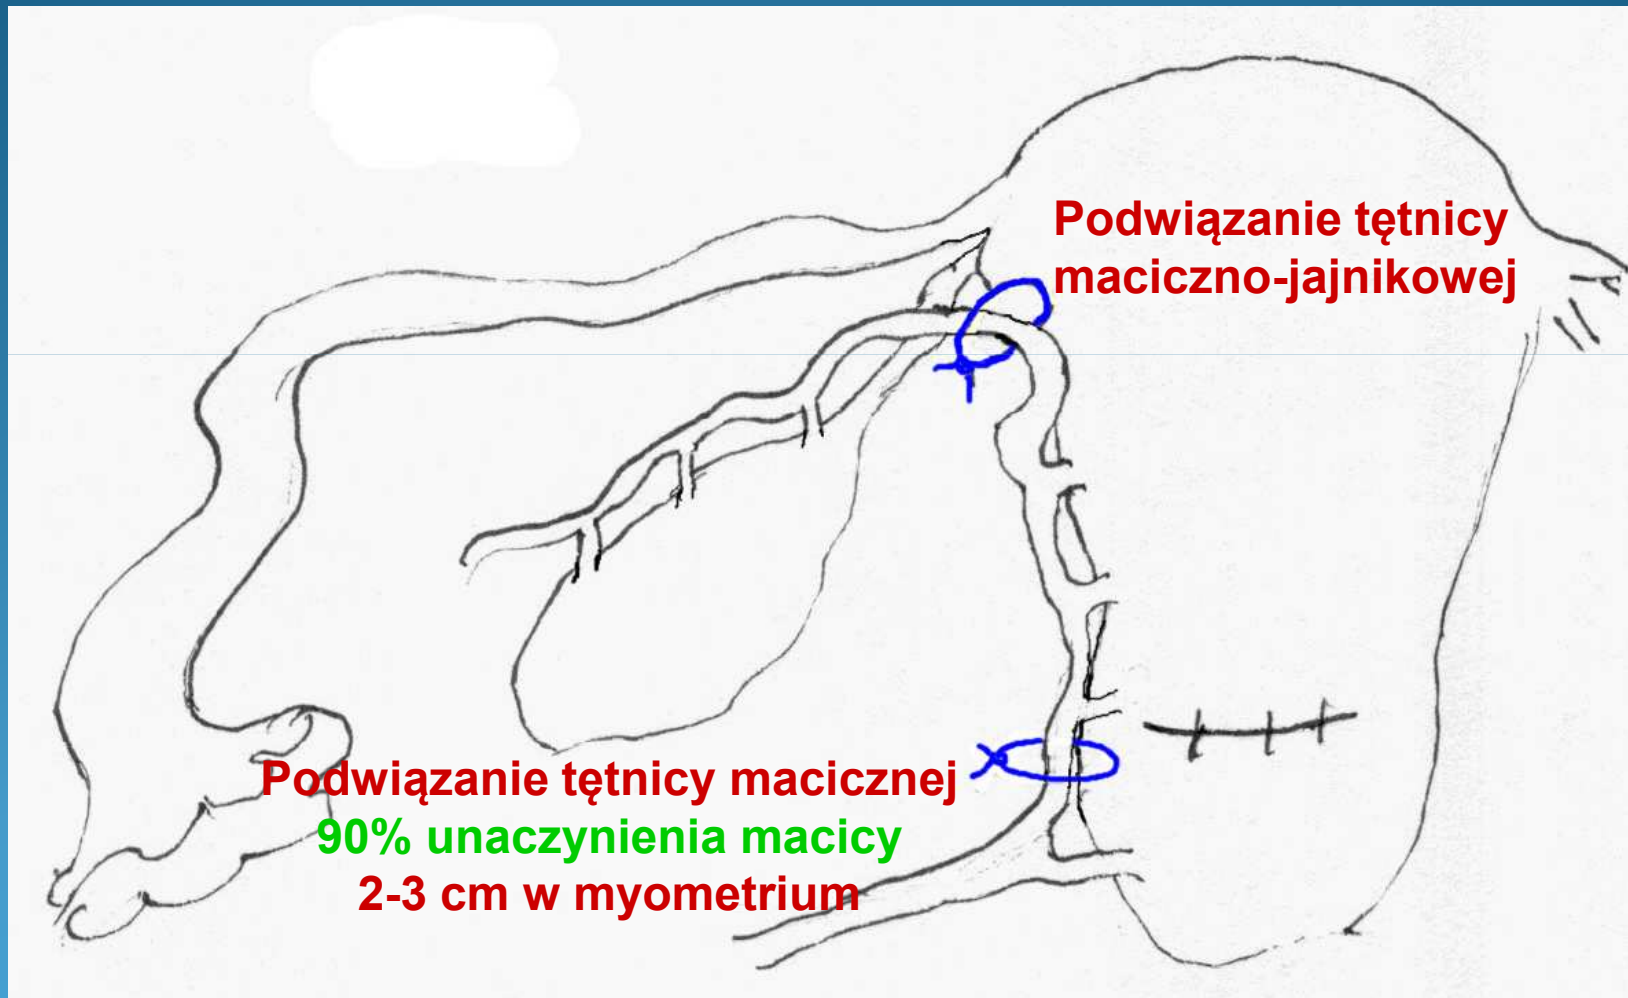 Podwiązanie tętnicy
maciczno-jajnikowej
Podwiązanie tętnicy macicznej
90% unaczynienia macicy
2-3 cm w myometrium